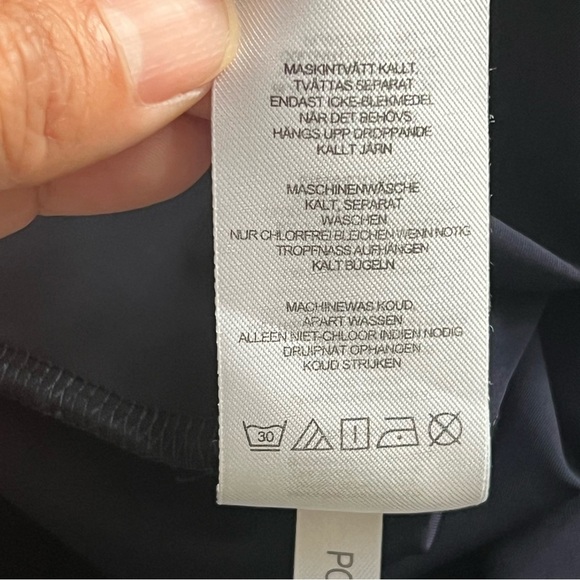 MASKINTVÄTT KALLT,
TVÄTTAS SEPARAT
ENDAST ICKE-BLEKMEDEL
NÄR DET BEHÖVS
HÄNGS UPP DROPPANDE
KALLT JÄRN
MASCHINENWÄSCHE
KALT, SEPARAT
WASCHEN
NUR CHLORFREI BLEICHEN WENN NOTIG
TROPFNASS AUFHÄNGEN
KALT BÜGELN
MACHINEWAS KOUD,
APART WASSEN
ALLEEN NIET-CHLOOR INDIEN NODIG
DRUIPNAT OPHANGEN
KOUD STRIJKEN
30
PO